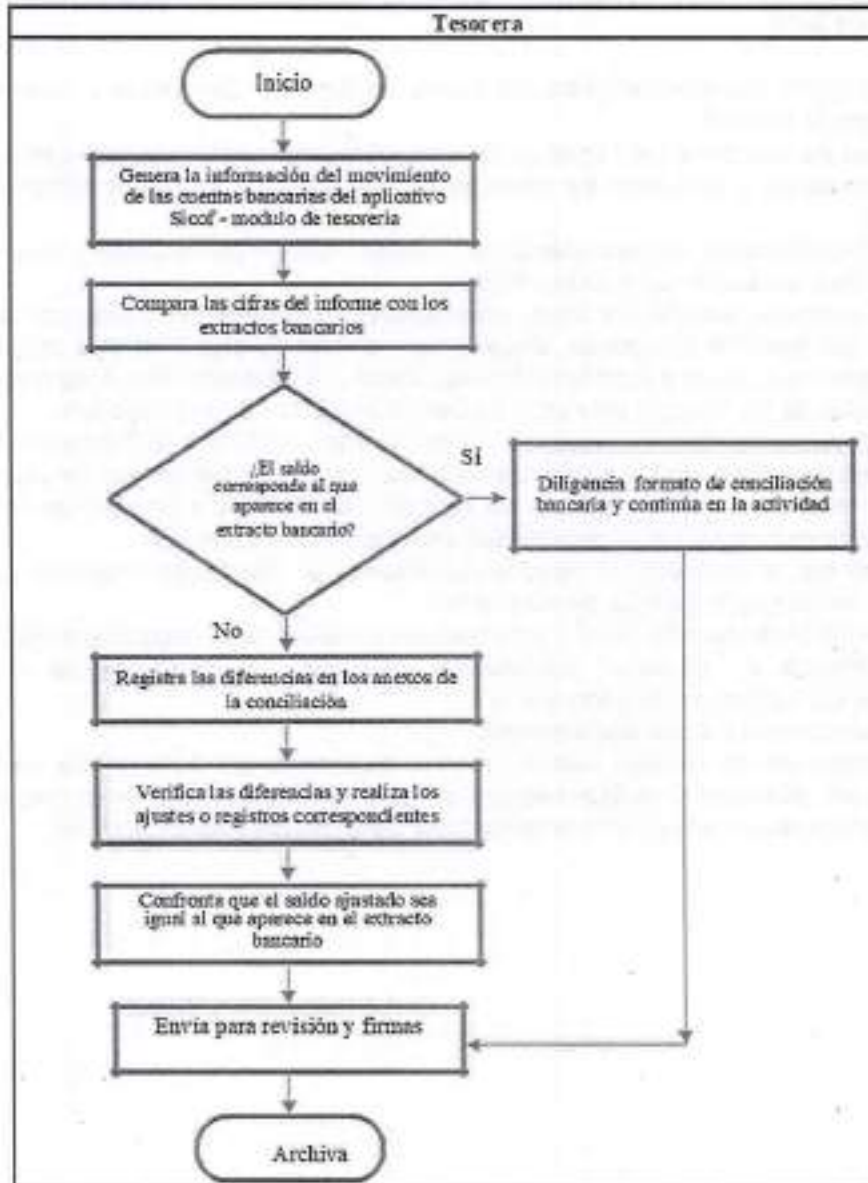 Tesorera
Inicio
Genera la información del movimiento
de las cuentas bancarias del aplicativo
Sicof - modulo de tesorería
Compara las cifras del informe con los
extractos bancarios
¿El saldo
corresponde al que
aparece en el
extracto bancario?
SÍ
Diligencia formato de conciliación
bancaria y continúa en la actividad
No
Registra las diferencias en los anexos de
la conciliación
Verifica las diferencias y realiza los
ajustes o registros correspondientes
Confronta que el saldo ajustado sea
igual al que aparece en el extracto
bancario
Envía para revisión y firmas
Archiva